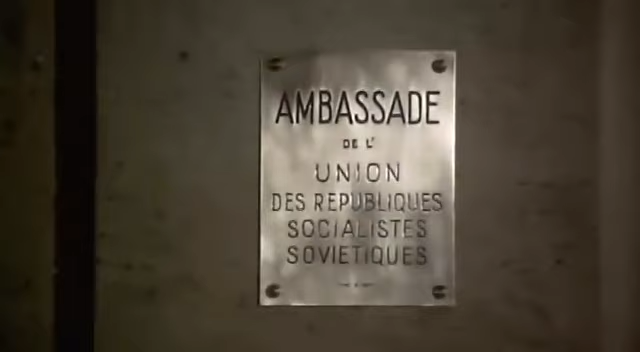 AMBASSADE
DE L'
UNION
DES REPUBLIQUES
SOCIALISTES
SOVIETIQUES